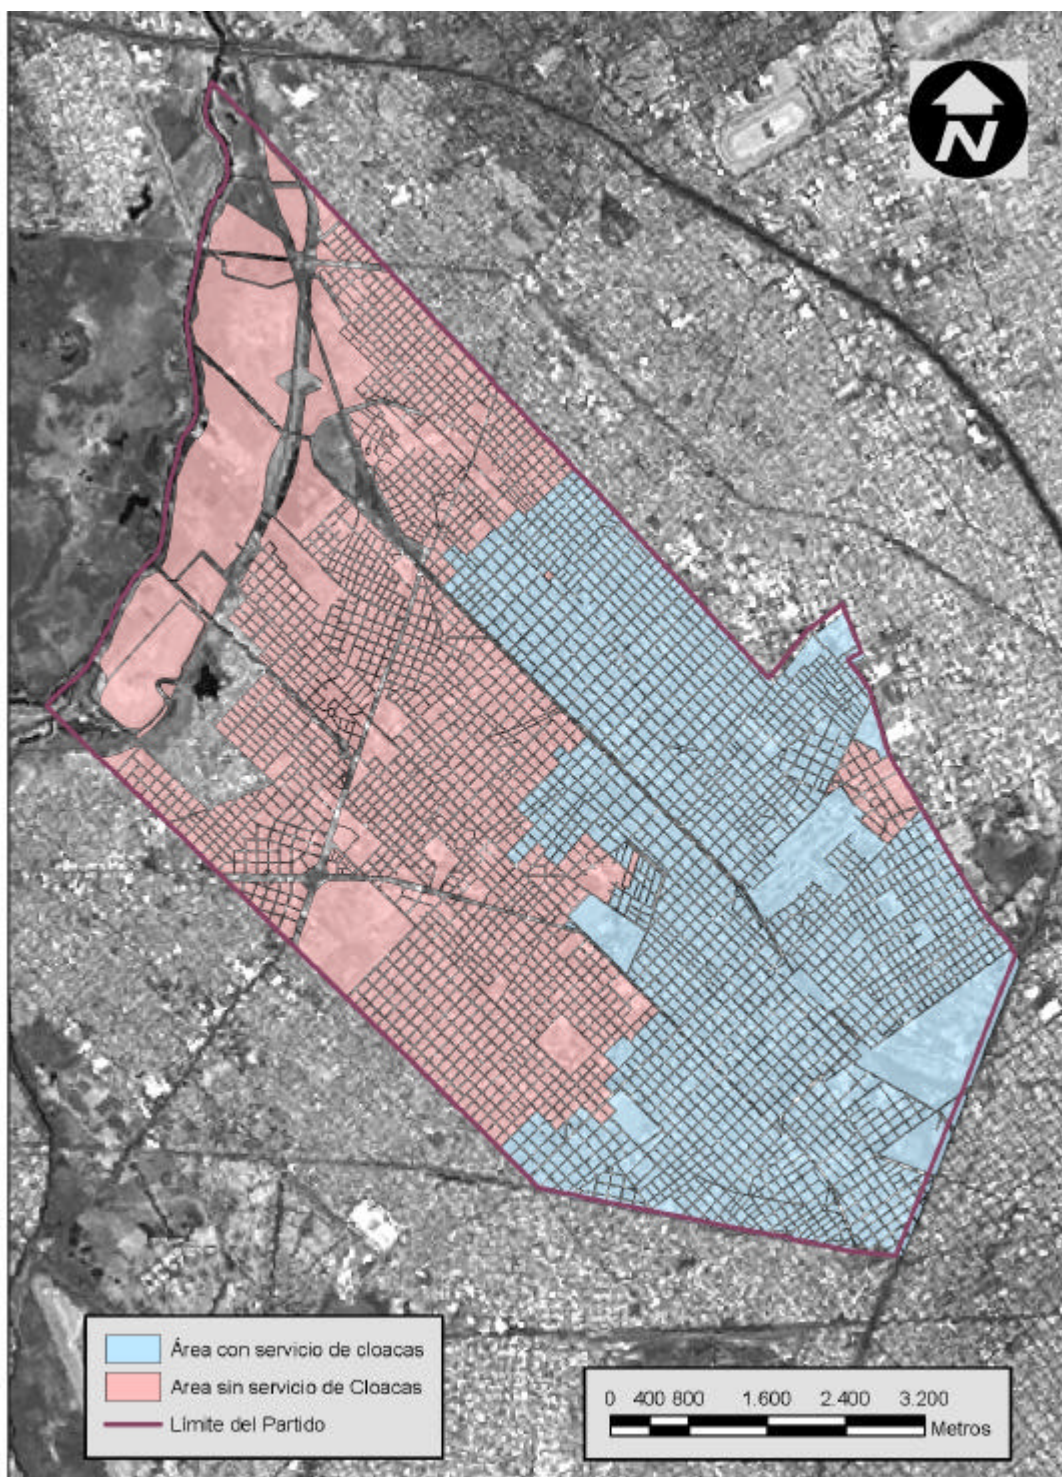 N
Área con servicio de cloacas
Area sin servicio de Cloacas
Límite del Partido
0 400 800 1.600 2.400 3.200
Metros